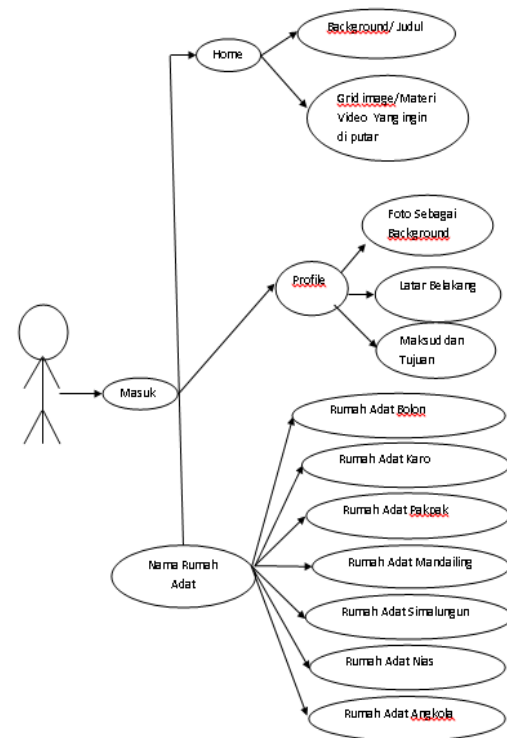 Background/ Judul
Home
Grid image/Materi
Video Yang ingin
di putar
Foto Sebagai
Background
Profile
Latar Belakang
Maksud dan
Tujuan
Masuk
Rumah Adat Bolon
Rumah Adat Karo
Rumah Adat Pakpak
Nama Rumah
Adat
Rumah Adat Mandailing
Rumah Adat Simalungun
Rumah Adat Nias
Rumah Adat Angkola